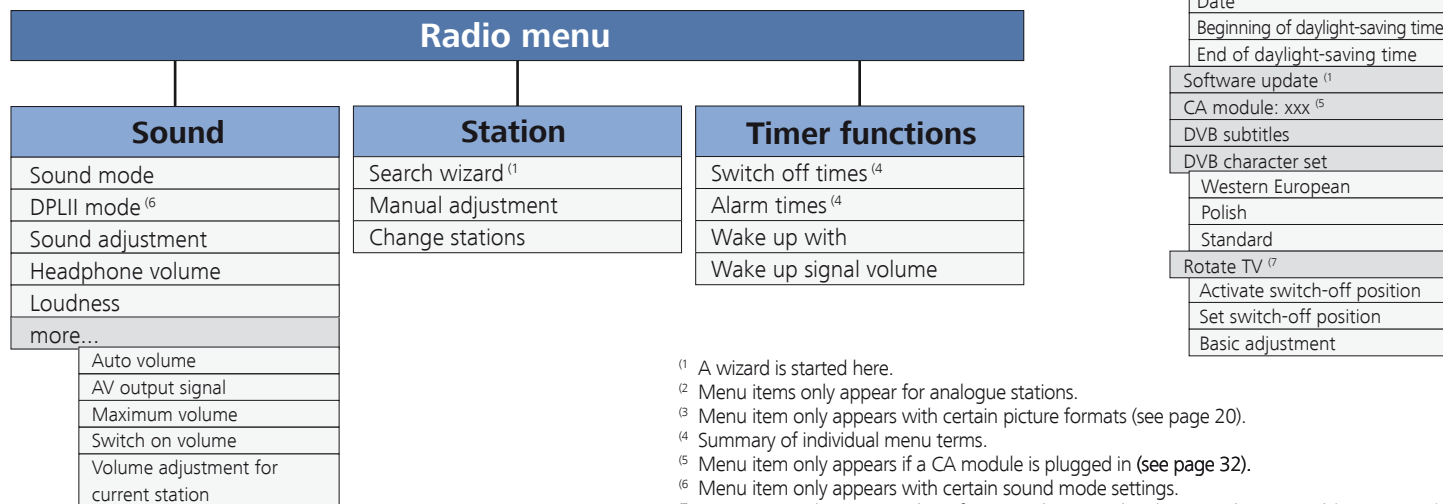 Radio menu
Sound
Sound mode
DPLII mode (6
Sound adjustment
Headphone volume
Loudness
more...
Auto volume
AV output signal
Maximum volume
Switch on volume
Volume adjustment for
current station
Station
Search wizard (1
Manual adjustment
Change stations
Timer functions
Switch off times (4
Alarm times (4
Wake up with
Wake up signal volume
Date
Beginning of daylight-saving time
End of daylight-saving time
Software update (1
CA module: xxx (5
DVB subtitles
DVB character set
Western European
Polish
Standard
Rotate TV (7
Activate switch-off position
Set switch-off position
Basic adjustment
(1 A wizard is started here.
(2 Menu items only appear for analogue stations.
(3 Menu item only appears with certain picture formats (see page 20).
(4 Summary of individual menu terms.
(5 Menu item only appears if a CA module is plugged in (see page 32).
(6 Menu item only appears with certain sound mode settings.